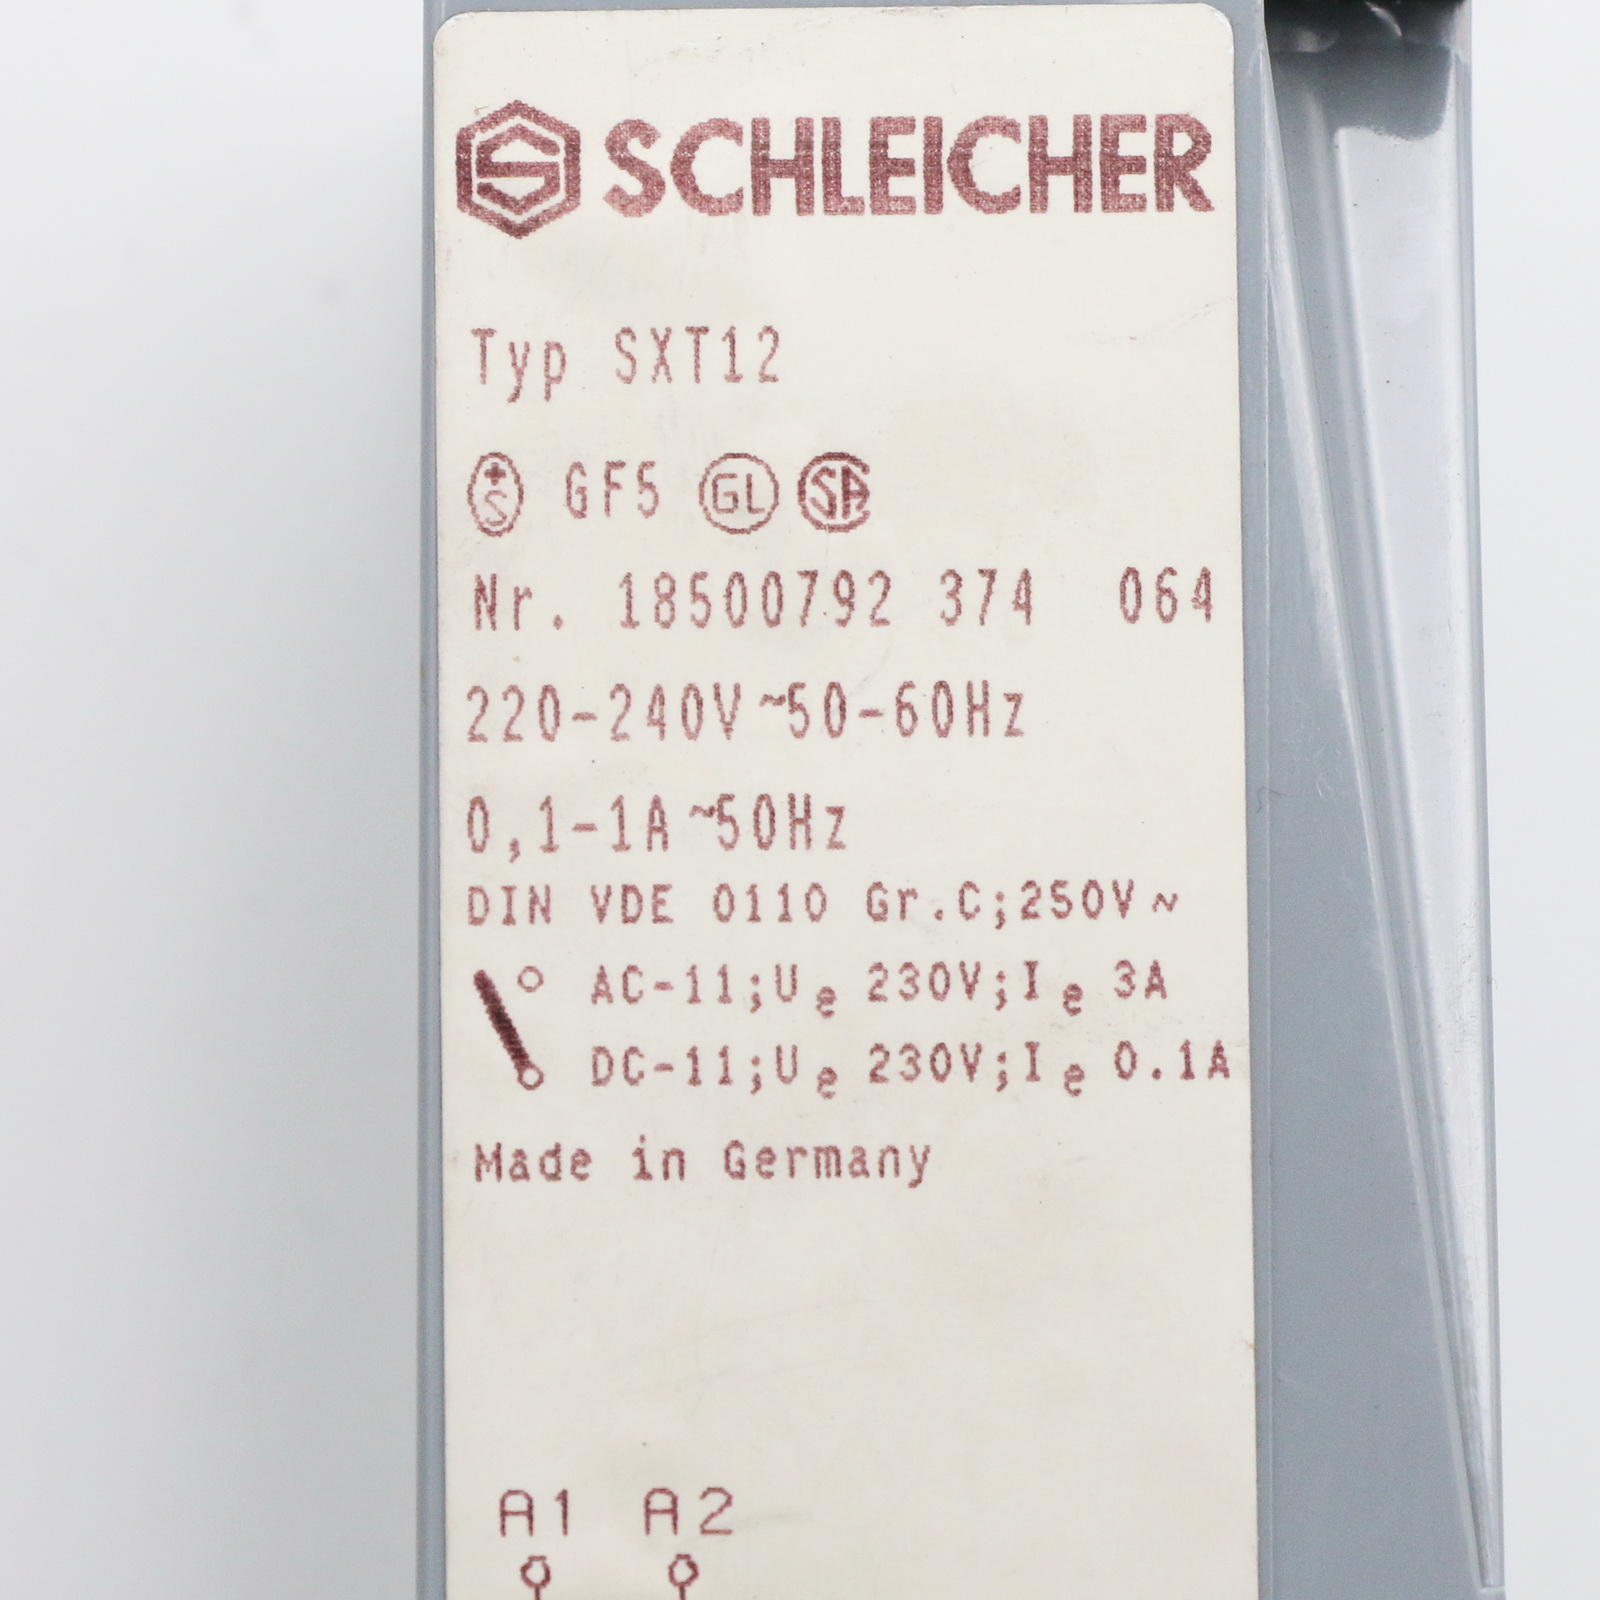 SCHLEICHER
Typ SXT12
+S GF5 GL SA
Nr. 18500792 374 064
220-240V ~50-60Hz
0,1-1A ~50Hz
DIN VDE 0110 Gr.C;250V~
AC-11;Ue 230V;Ie 3A
DC-11;Ue 230V;Ie 0.1A
Made in Germany
A1 A2